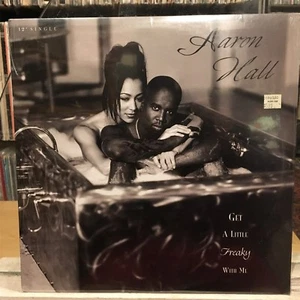 12" SINGLE
Aaron
Hall
GET
A LITTLE
Freaky
WITH ME